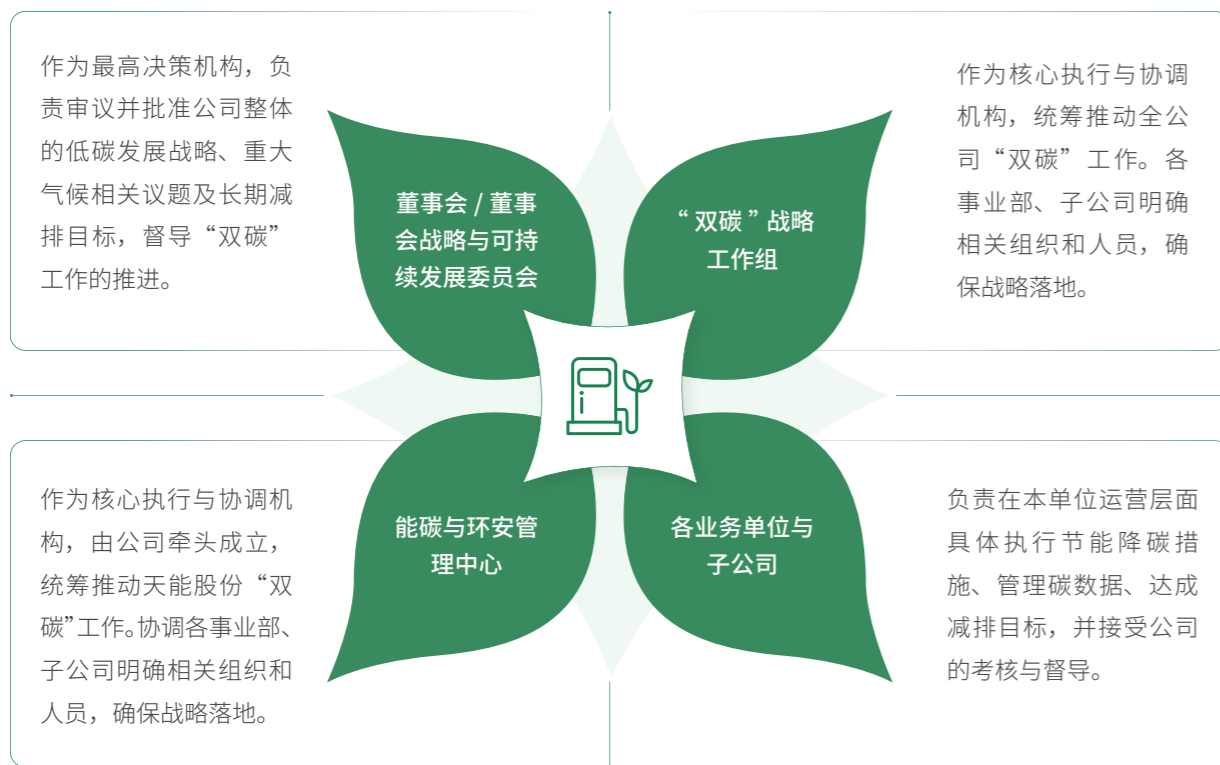 作为最高决策机构，负
责审议并批准公司整体
的低碳发展战略、重大
气候相关议题及长期减
排目标，督导“双碳”
工作的推进。
董事会 / 董事
会战略与可持
续发展委员会
“双碳”战略
工作组
作为核心执行与协调
机构，统筹推动全公
司“双碳”工作。各
事业部、子公司明确
相关组织和人员，确
保战略落地。
作为核心执行与协调机
构，由公司牵头成立，
统筹推动天能股份“双
碳”工作。协调各事业部、
子公司明确相关组织和
人员，确保战略落地。
能碳与环安管
理中心
各业务单位与
子公司
负责在本单位运营层面
具体执行节能降碳措
施、管理碳数据、达成
减排目标，并接受公司
的考核与督导。